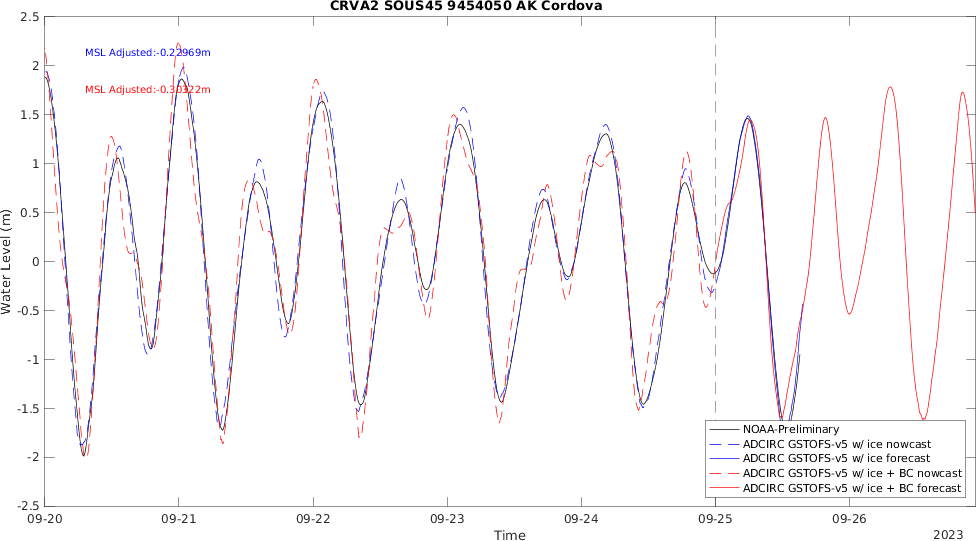 CRVA2 SOUS45 9454050 AK Cordova
2.5
2
1.5
1
0.5
0
-0.5
-1
-1.5
-2
-2.5
Water Level (m)
MSL Adjusted:-0.22969m
MSL Adjusted:-0.30322m
NOAA-Preliminary
ADCIRC GSTOFS-v5 w/ ice nowcast
ADCIRC GSTOFS-v5 w/ ice forecast
ADCIRC GSTOFS-v5 w/ ice + BC nowcast
ADCIRC GSTOFS-v5 w/ ice + BC forecast
09-20 09-21 09-22 09-23 09-24 09-25 09-26
Time
2023